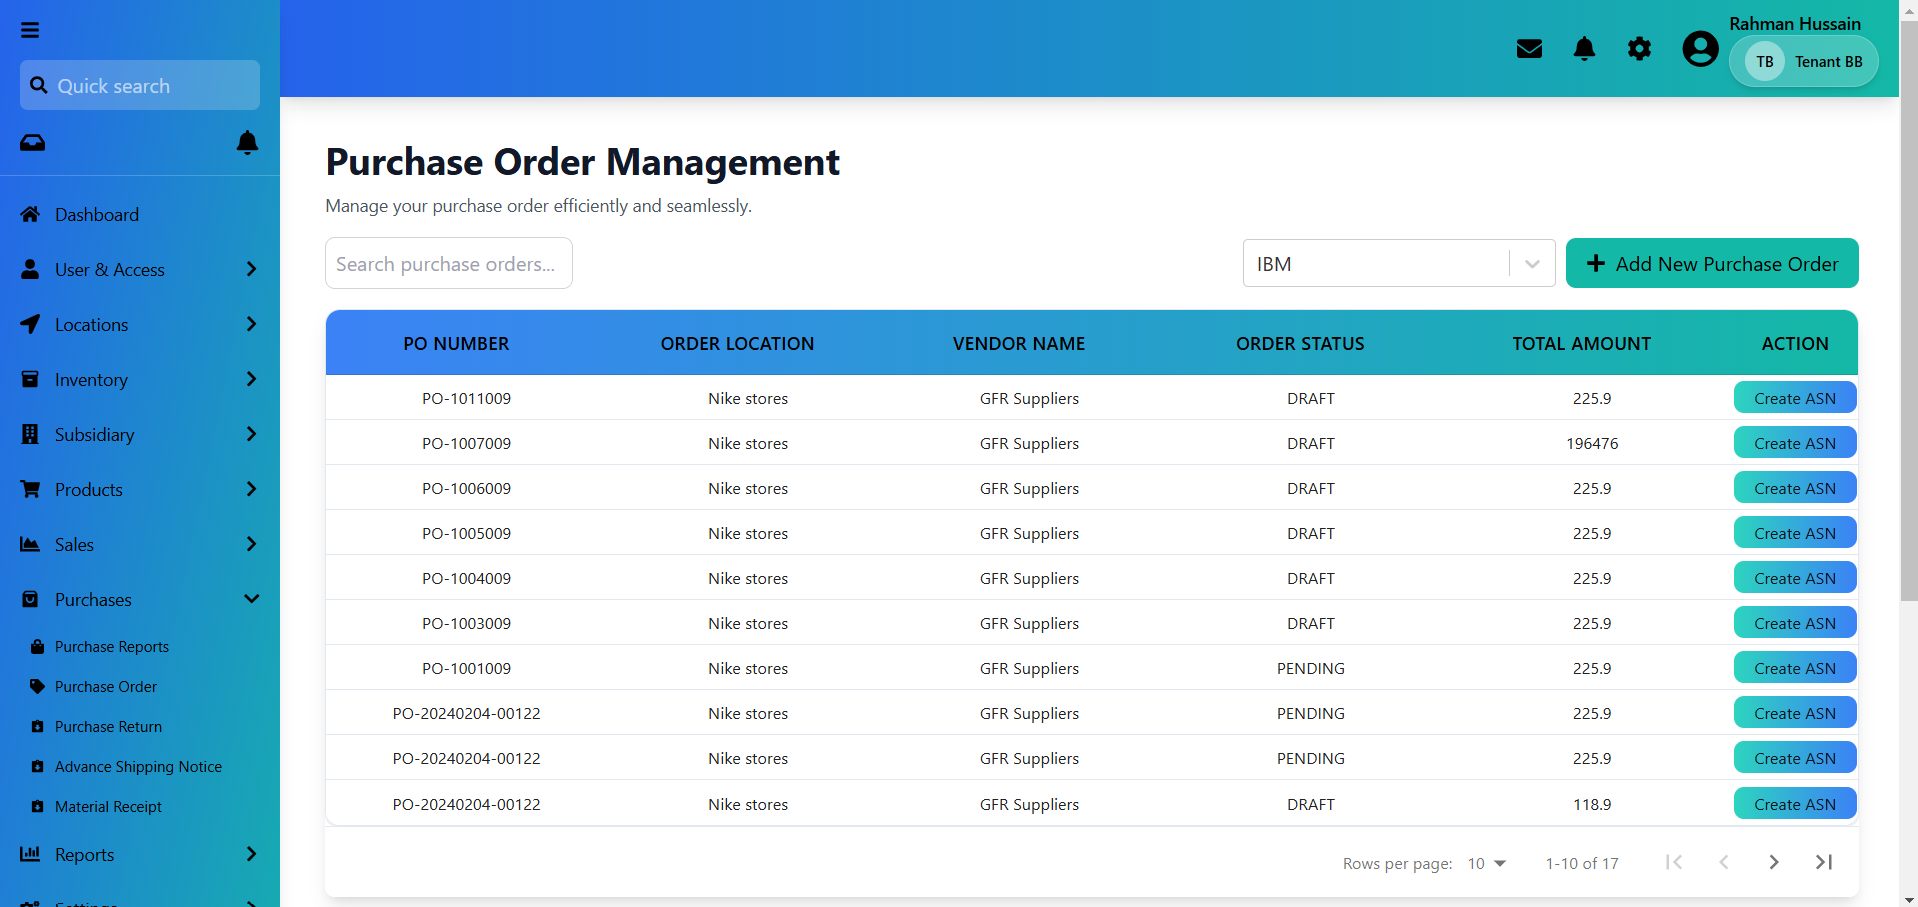 Quick search
Dashboard
User & Access
Locations
Inventory
Subsidiary
Products
Sales
Purchases
Purchase Reports
Purchase Order
Purchase Return
Advance Shipping Notice
Material Receipt
Reports
Settings
Rahman Hussain
TB Tenant BB
Purchase Order Management
Manage your purchase order efficiently and seamlessly.
Search purchase orders... IBM + Add New Purchase Order
PO NUMBER ORDER LOCATION VENDOR NAME ORDER STATUS TOTAL AMOUNT ACTION
PO-1011009 Nike stores GFR Suppliers DRAFT 225.9 Create ASN
PO-1007009 Nike stores GFR Suppliers DRAFT 196476 Create ASN
PO-1006009 Nike stores GFR Suppliers DRAFT 225.9 Create ASN
PO-1005009 Nike stores GFR Suppliers DRAFT 225.9 Create ASN
PO-1004009 Nike stores GFR Suppliers DRAFT 225.9 Create ASN
PO-1003009 Nike stores GFR Suppliers DRAFT 225.9 Create ASN
PO-1001009 Nike stores GFR Suppliers PENDING 225.9 Create ASN
PO-20240204-00122 Nike stores GFR Suppliers PENDING 225.9 Create ASN
PO-20240204-00122 Nike stores GFR Suppliers PENDING 225.9 Create ASN
PO-20240204-00122 Nike stores GFR Suppliers DRAFT 118.9 Create ASN
Rows per page: 10 1-10 of 17